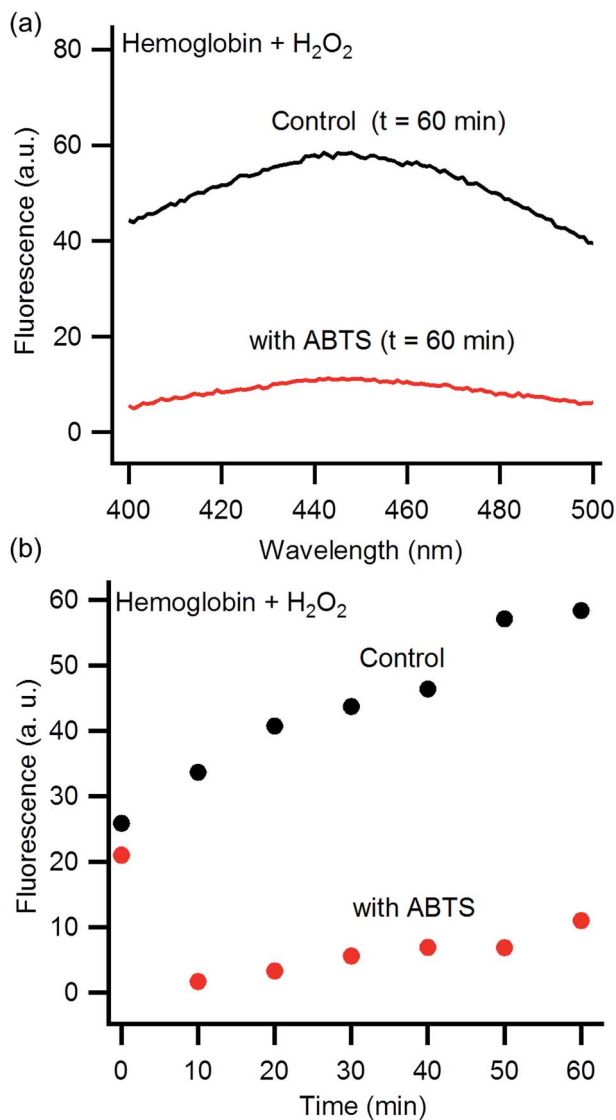 (a)
Hemoglobin + H₂O₂
80
Control (t = 60 min)
60
40
with ABTS (t = 60 min)
20
0
Fluorescence (a.u.)
400 420 440 460 480 500
Wavelength (nm)
(b)
Hemoglobin + H₂O₂
60
Control
50
40
30
20
with ABTS
10
0
Fluorescence (a. u.)
0 10 20 30 40 50 60
Time (min)